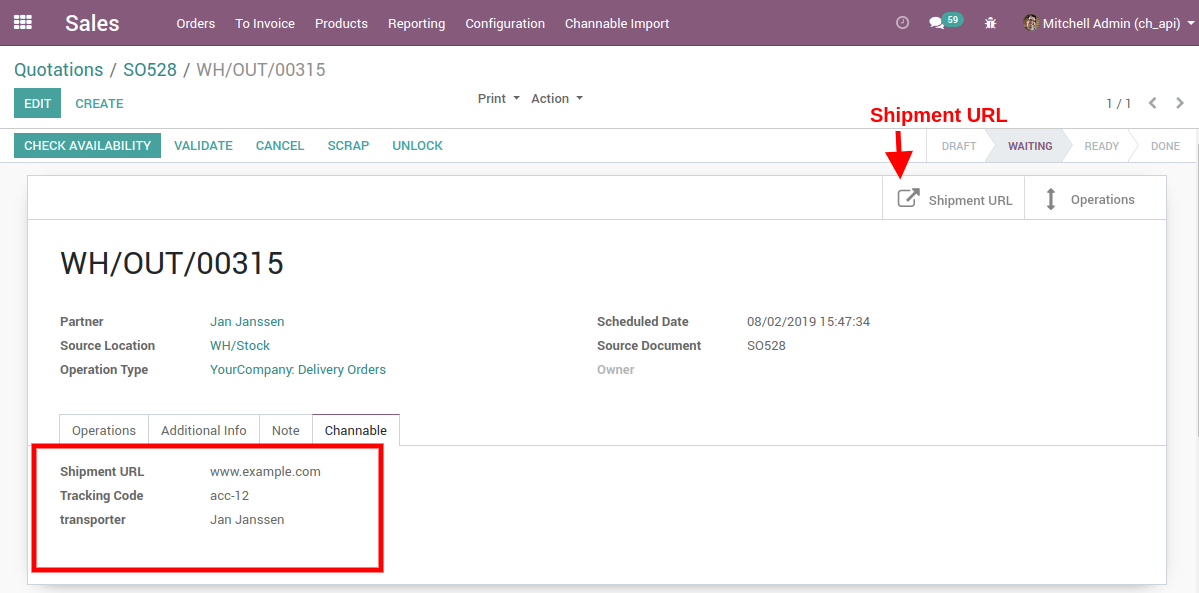 Sales Orders To Invoice Products Reporting Configuration Channable Import 59 Mitchell Admin (ch_api)
Quotations / SO528 / WH/OUT/00315
EDIT CREATE Print Action 1 / 1
Shipment URL
CHECK AVAILABILITY VALIDATE CANCEL SCRAP UNLOCK DRAFT WAITING READY DONE
Shipment URL Operations
WH/OUT/00315
Partner Jan Janssen Scheduled Date 08/02/2019 15:47:34
Source Location WH/Stock Source Document SO528
Operation Type YourCompany: Delivery Orders Owner
Operations Additional Info Note Channable
Shipment URL www.example.com
Tracking Code acc-12
transporter Jan Janssen